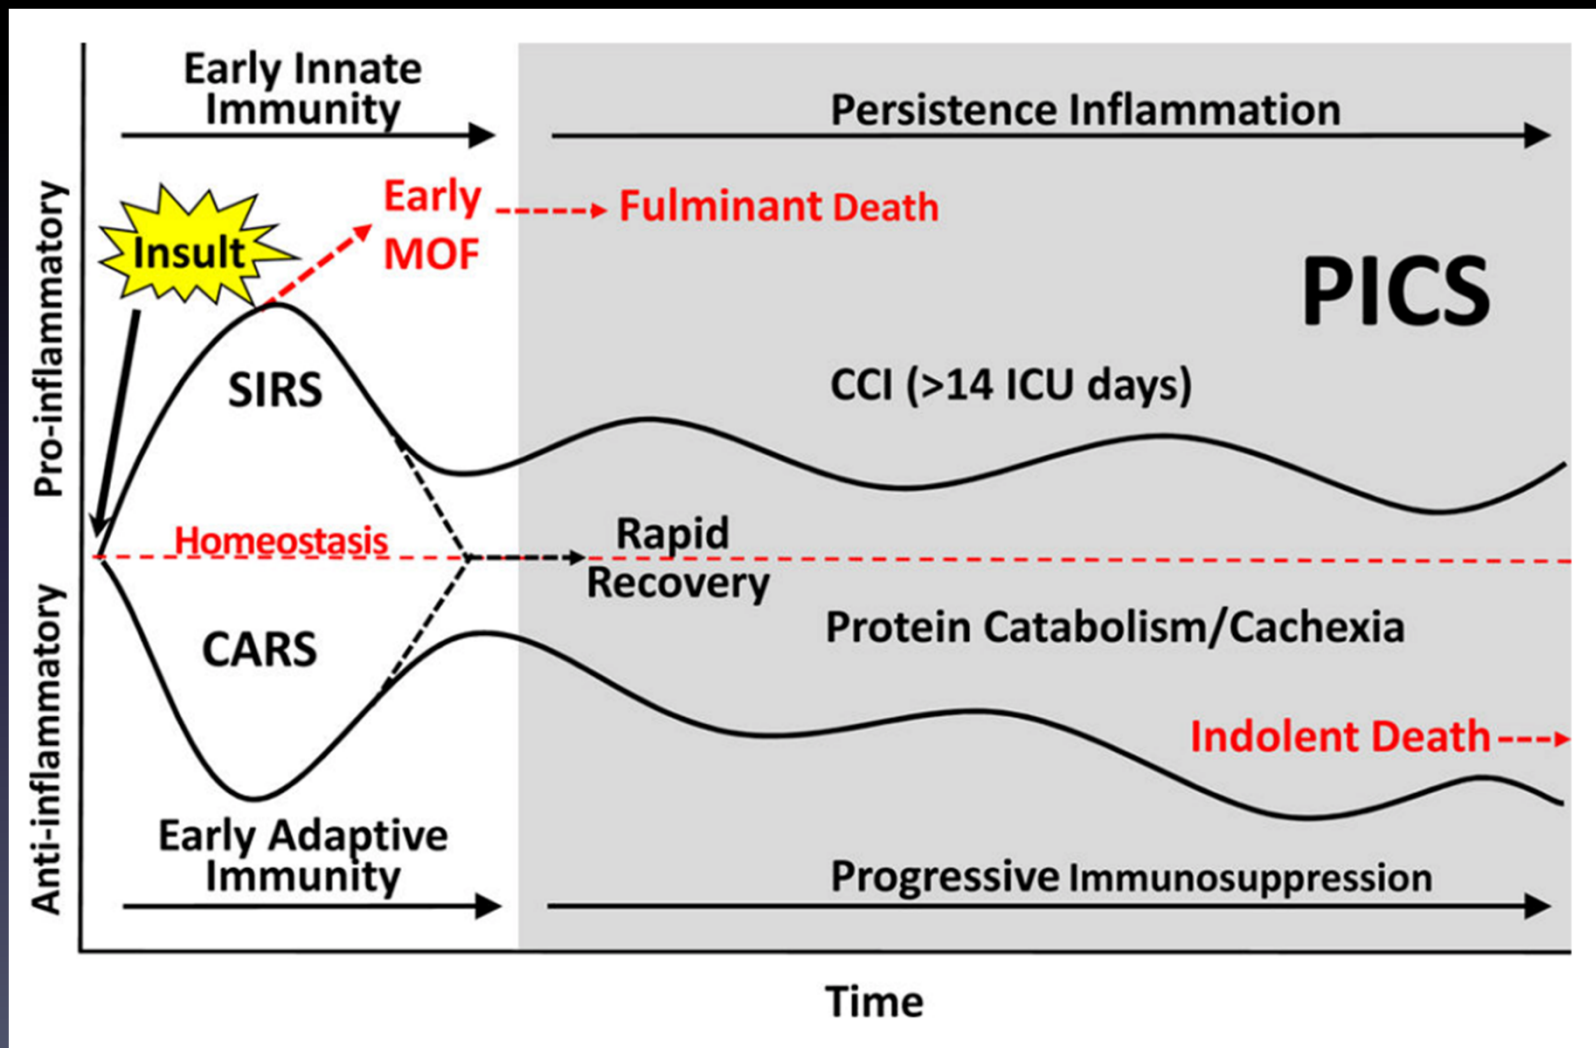 Early Innate
Immunity
Persistence Inflammation
Early
MOF
Fulminant Death
Insult
PICS
SIRS
CCI (>14 ICU days)
Homeostasis
Rapid
Recovery
CARS
Protein Catabolism/Cachexia
Indolent Death
Early Adaptive
Immunity
Progressive Immunosuppression
Pro-inflammatory
Anti-inflammatory
Time